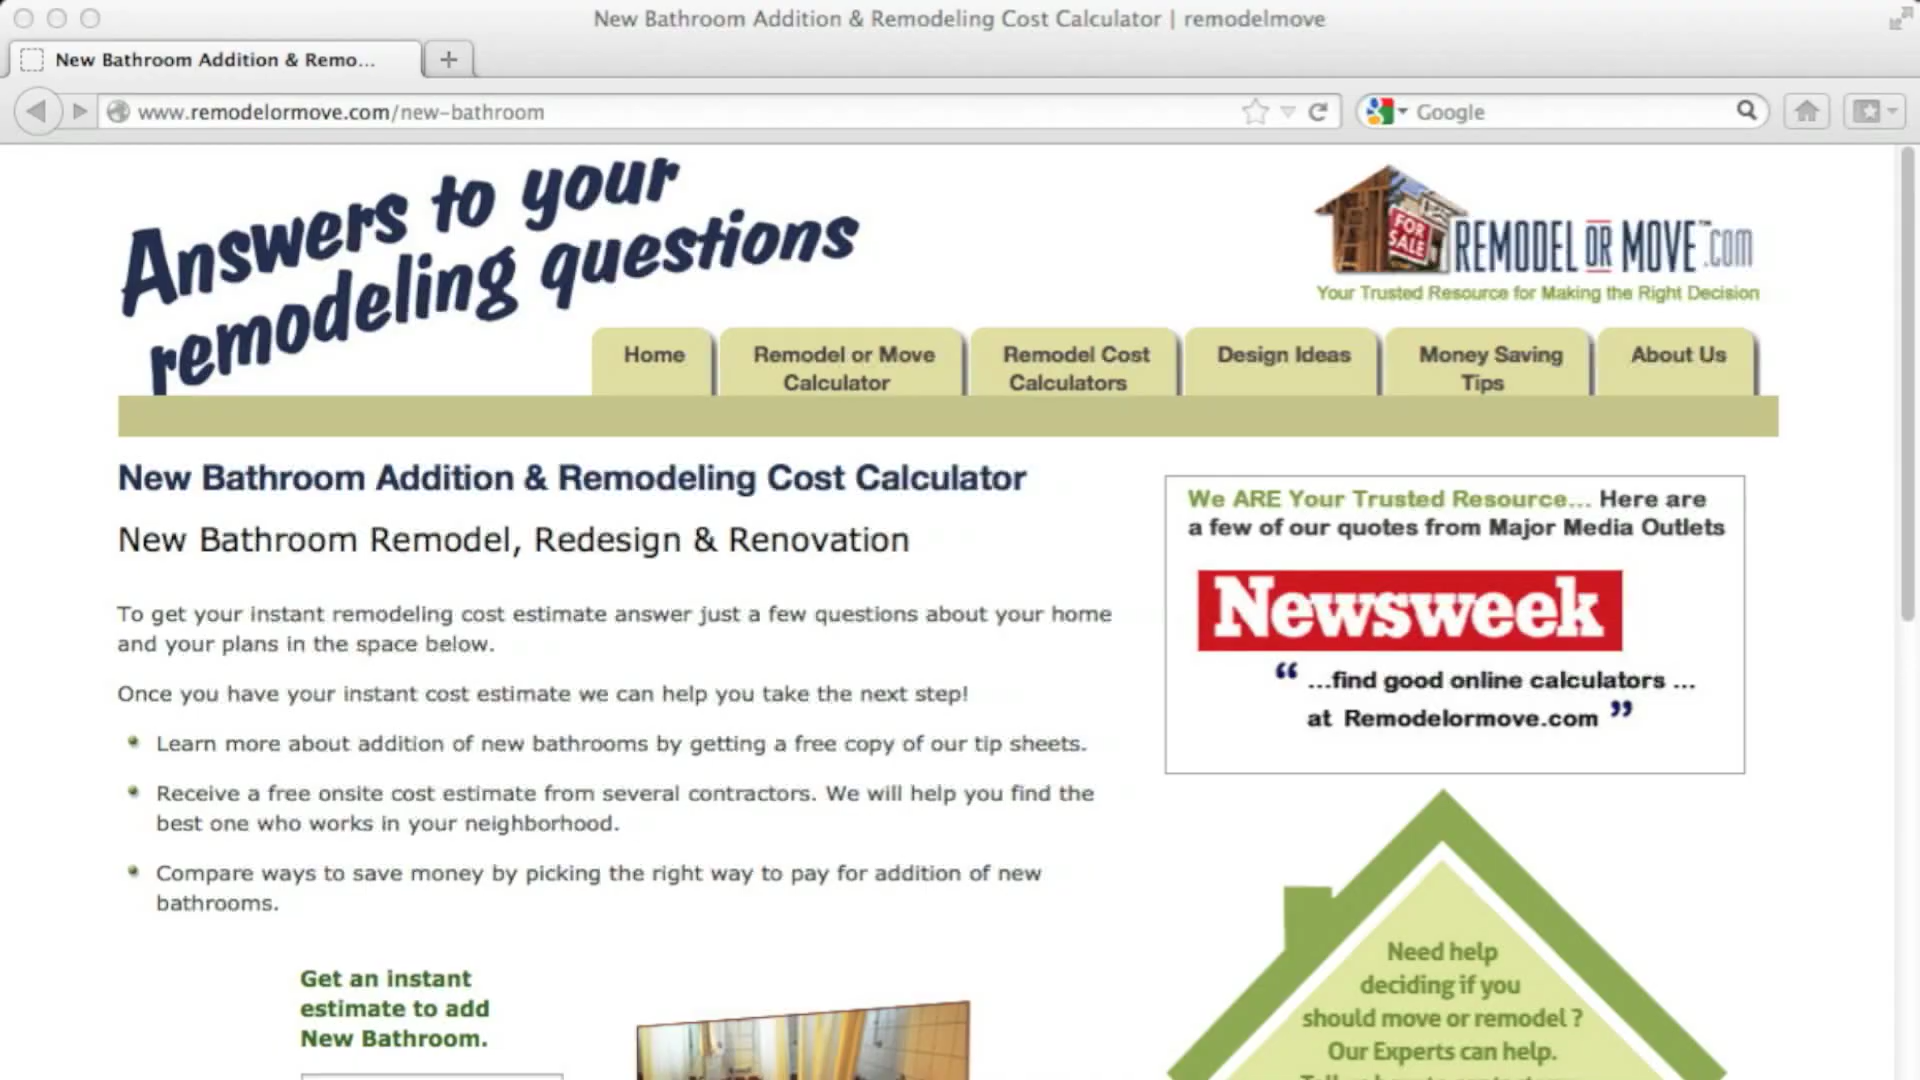 New Bathroom Addition & Remodeling Cost Calculator | remodelmove
New Bathroom Addition & Remo...
www.remodelormove.com/new-bathroom
Google
Answers to your
remodeling questions
FOR
SALE
REMODEL OR MOVE™.com
Your Trusted Resource for Making the Right Decision
Home
Remodel or Move
Calculator
Remodel Cost
Calculators
Design Ideas
Money Saving
Tips
About Us
New Bathroom Addition & Remodeling Cost Calculator
New Bathroom Remodel, Redesign & Renovation
To get your instant remodeling cost estimate answer just a few questions about your home
and your plans in the space below.
Once you have your instant cost estimate we can help you take the next step!
Learn more about addition of new bathrooms by getting a free copy of our tip sheets.
Receive a free onsite cost estimate from several contractors. We will help you find the
best one who works in your neighborhood.
Compare ways to save money by picking the right way to pay for addition of new
bathrooms.
Get an instant
estimate to add
New Bathroom.
We ARE Your Trusted Resource... Here are
a few of our quotes from Major Media Outlets
Newsweek
“ ...find good online calculators ...
at Remodelormove.com ”
Need help
deciding if you
should move or remodel ?
Our Experts can help.